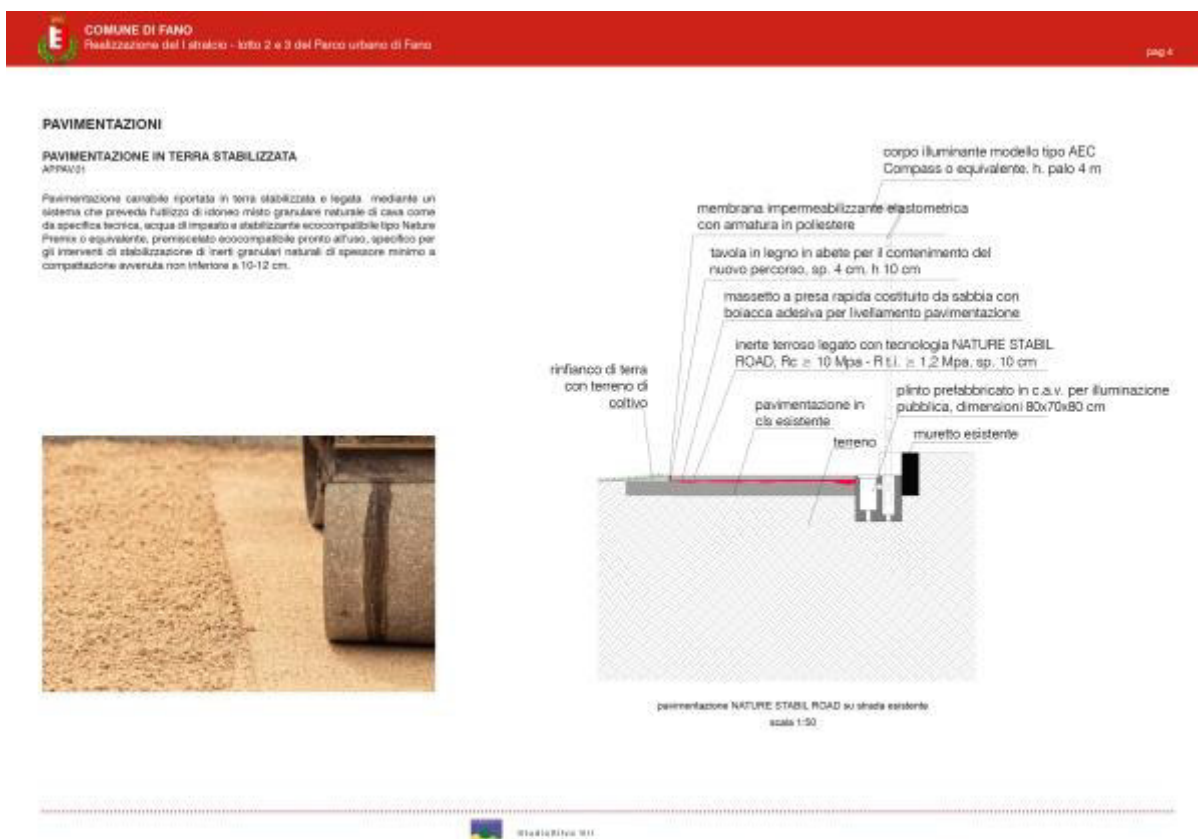 COMUNE DI FANO
Realizzazione del I stralcio - lotto 2 e 3 del Parco urbano di Fano
pag 4
PAVIMENTAZIONI
PAVIMENTAZIONE IN TERRA STABILIZZATA
APPAV.01
Pavimentazione carrabile riportata in terra stabilizzata e legata mediante un
sistema che preveda l'utilizzo di idoneo misto granulare naturale di cava come
da specifica tecnica, acqua di impasto e stabilizzante ecocompatibile tipo Nature
Premix o equivalente, premiscelato ecocompatibile pronto all'uso, specifico per
gli interventi di stabilizzazione di inerti granulari naturali di spessore minimo a
compattazione avvenuta non inferiore a 10-12 cm.
corpo illuminante modello tipo AEC
Compass o equivalente. h. palo 4 m
membrana impermeabilizzante elastometrica
con armatura in poliestere
tavola in legno in abete per il contenimento del
nuovo percorso, sp. 4 cm, h 10 cm
massetto a presa rapida costituito da sabbia con
boiacca adesiva per livellamento pavimentazione
inerte terroso legato con tecnologia NATURE STABIL
ROAD, Rc ≥ 10 Mpa - R t.i. ≥ 1,2 Mpa, sp. 10 cm
rinfianco di terra
con terreno di
coltivo
plinto prefabbricato in c.a.v. per illuminazione
pubblica, dimensioni 80x70x80 cm
pavimentazione in
cls esistente
terreno
muretto esistente
pavimentazione NATURE STABIL ROAD su strada esistente
scala 1:50